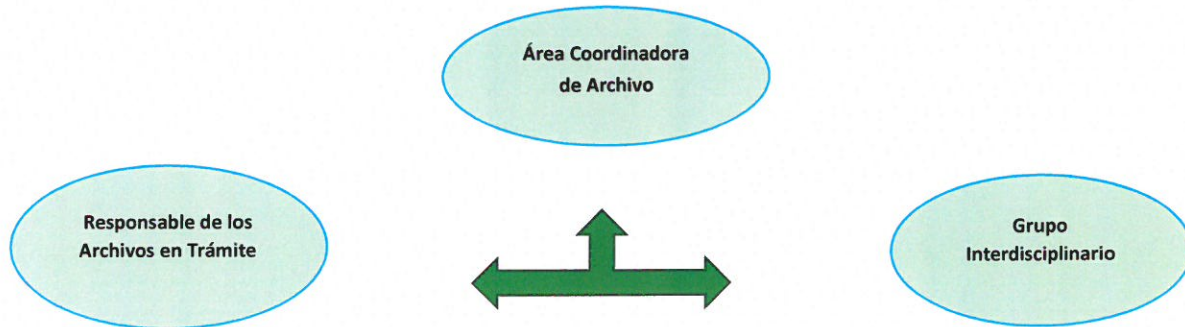 Área Coordinadora
de Archivo
Responsable de los
Archivos en Trámite
Grupo
Interdisciplinario